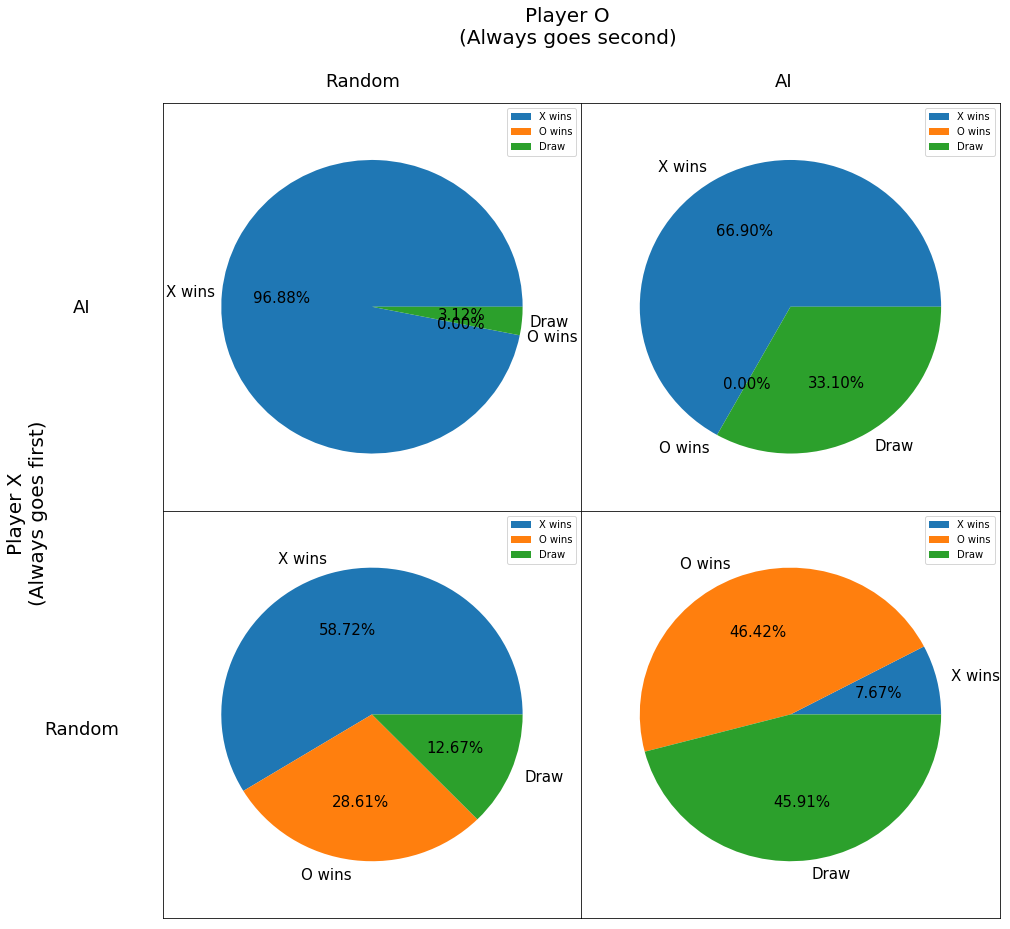 Player O
(Always goes second)
Random
AI
Player X
(Always goes first)
AI
X wins
O wins
Draw
X wins
96.88%
3.12%
0.00%
Draw
O wins
X wins
O wins
Draw
X wins
66.90%
0.00%
33.10%
O wins
Draw
Random
X wins
O wins
Draw
X wins
58.72%
12.67%
Draw
28.61%
O wins
X wins
O wins
Draw
O wins
46.42%
X wins
7.67%
45.91%
Draw